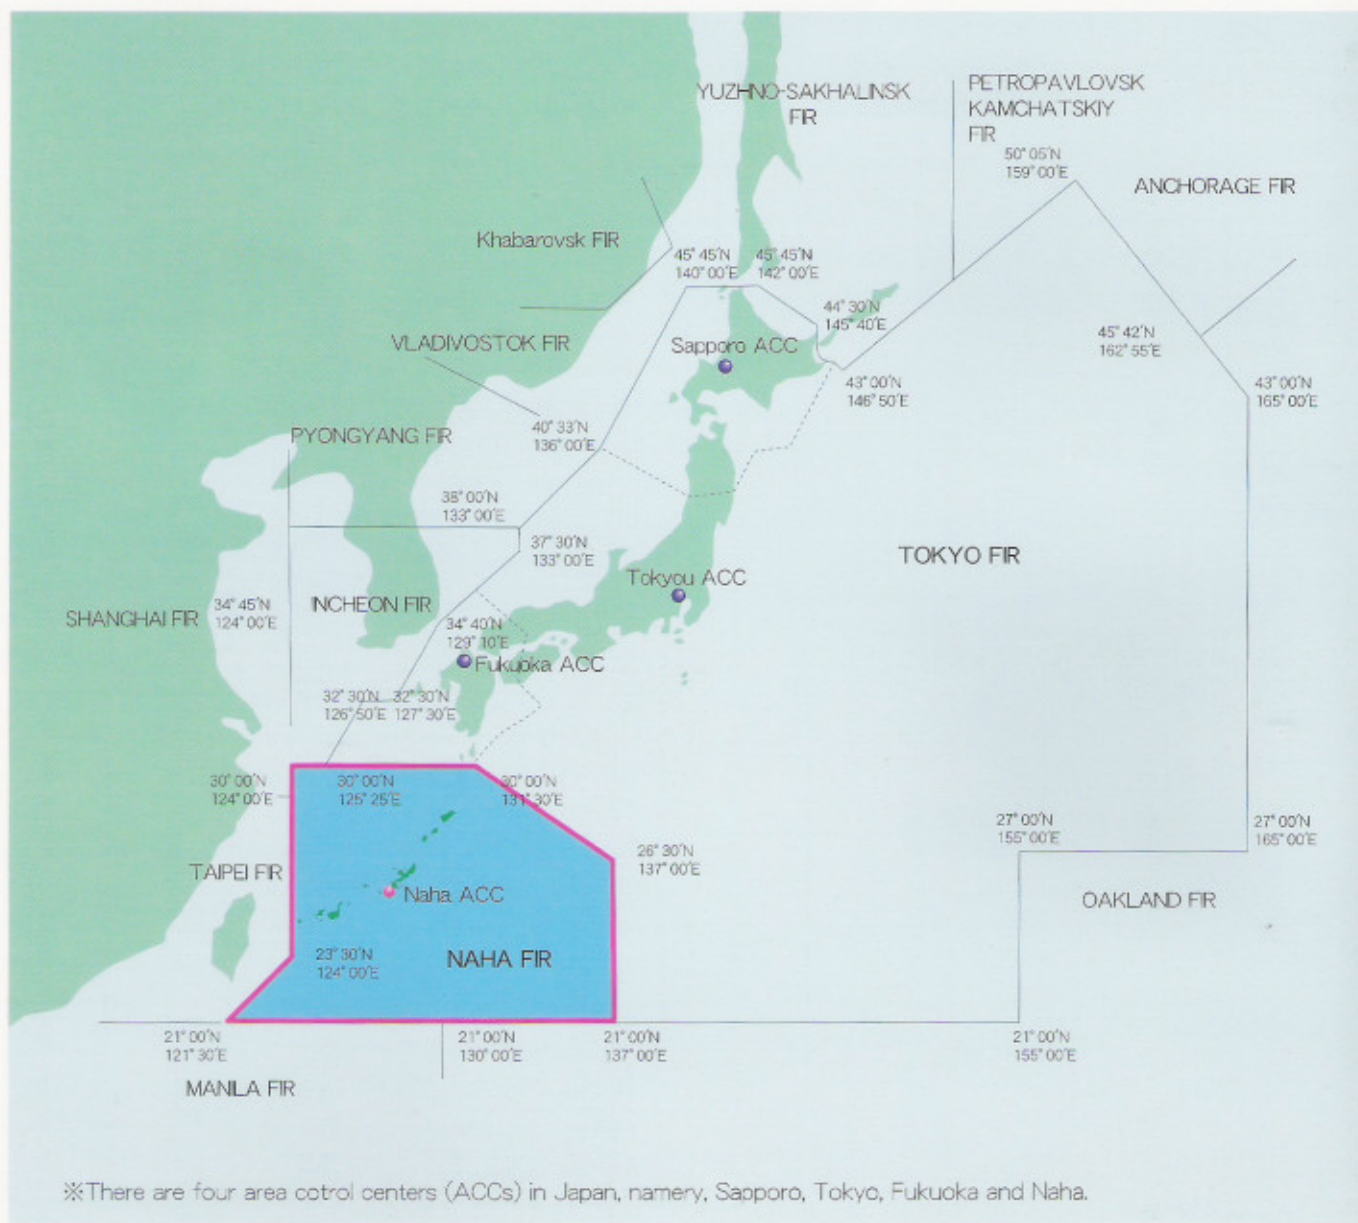 YUZHNO-SAKHALINSK
FIR
PETROPAVLOVSK
KAMCHATSKIY
FIR
50° 05'N
159° 00'E
ANCHORAGE FIR
Khabarovsk FIR
45° 45'N
140° 00'E
45° 45'N
142° 00'E
44° 30'N
145° 40'E
VLADIVOSTOK FIR
Sapporo ACC
45° 42'N
162° 55'E
43° 00'N
146° 50'E
43° 00'N
165° 00'E
PYONGYANG FIR
40° 33'N
136° 00'E
38° 00'N
133° 00'E
37° 30'N
133° 00'E
TOKYO FIR
Tokyou ACC
SHANGHAI FIR
34° 45'N
124° 00'E
INCHEON FIR
34° 40'N
129° 10'E
Fukuoka ACC
32° 30'N
126° 50'E
32° 30'N
127° 30'E
30° 00'N
124° 00'E
30° 00'N
125° 25'E
30° 00'N
131° 30'E
27° 00'N
155° 00'E
27° 00'N
165° 00'E
26° 30'N
137° 00'E
TAIPEI FIR
Naha ACC
OAKLAND FIR
23° 30'N
124° 00'E
NAHA FIR
21° 00'N
121° 30'E
21° 00'N
130° 00'E
21° 00'N
137° 00'E
21° 00'N
155° 00'E
MANILA FIR
※There are four area cotrol centers (ACCs) in Japan, namery, Sapporo, Tokyo, Fukuoka and Naha.